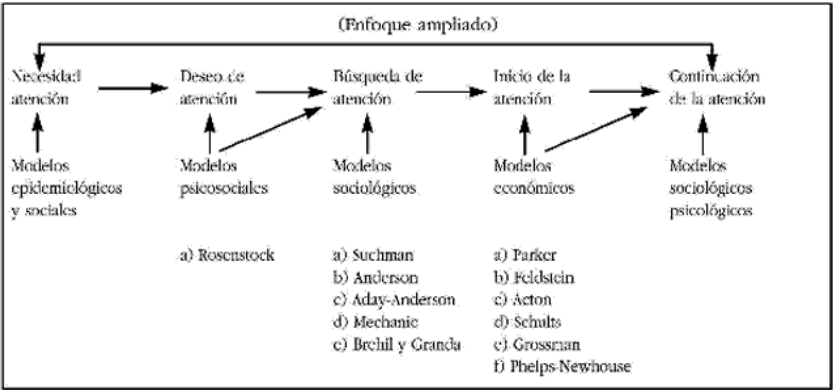 (Enfoque ampliado)
Necesidad
atención
Deseo de
atención
Búsqueda de
atención
Inicio de la
atención
Continuación
de la atención
Modelos
epidemiológicos
y sociales
Modelos
psicosociales
Modelos
sociológicos
Modelos
económicos
Modelos
sociológicos
psicológicos
a) Rosenstock
a) Suchman
b) Anderson
c) Aday-Anderson
d) Mechanic
e) Brehil y Granda
a) Parker
b) Feldstein
c) Acton
d) Schults
e) Grossman
f) Phelps-Newhouse